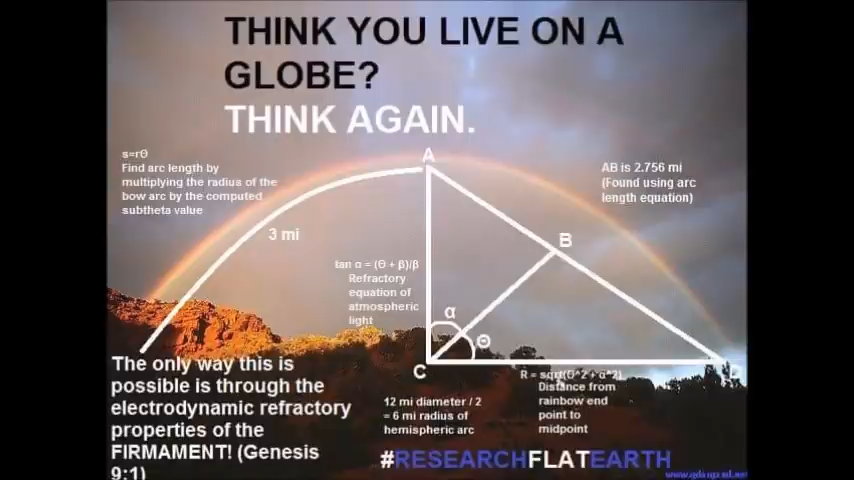 THINK YOU LIVE ON A
GLOBE?
THINK AGAIN.
s=rΘ
Find arc length by
multiplying the radius of the
bow arc by the computed
subtheta value
A
AB is 2.756 mi
(Found using arc
length equation)
3 mi
B
tan α = (Θ + β)/β
Refractory
equation of
atmospheric
light
α
Θ
C
D
The only way this is
possible is through the
electrodynamic refractory
properties of the
FIRMAMENT! (Genesis
9:1)
12 mi diameter / 2
= 6 mi radius of
hemispheric arc
R = sqrt(Θ^2 + α^2)
Distance from
rainbow end
point to
midpoint
#RESEARCHFLATEARTH